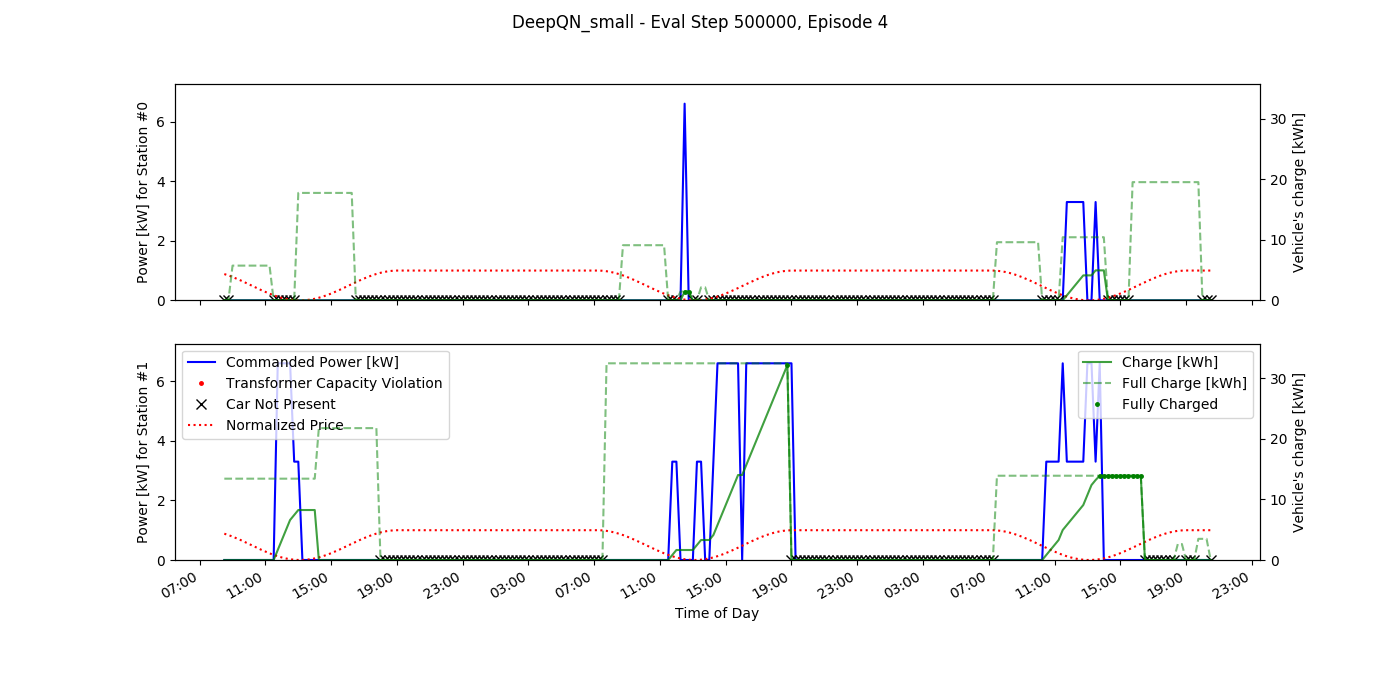 DeepQN_small - Eval Step 500000, Episode 4
Power [kW] for Station #0
6
4
2
0
30
20
10
0
Vehicle's charge [kWh]
Power [kW] for Station #1
6
4
2
0
Commanded Power [kW]
Transformer Capacity Violation
Car Not Present
Normalized Price
Charge [kWh]
Full Charge [kWh]
Fully Charged
30
20
10
0
Vehicle's charge [kWh]
07:00 11:00 15:00 19:00 23:00 03:00 07:00 11:00 15:00 19:00 23:00 03:00 07:00 11:00 15:00 19:00 23:00
Time of Day